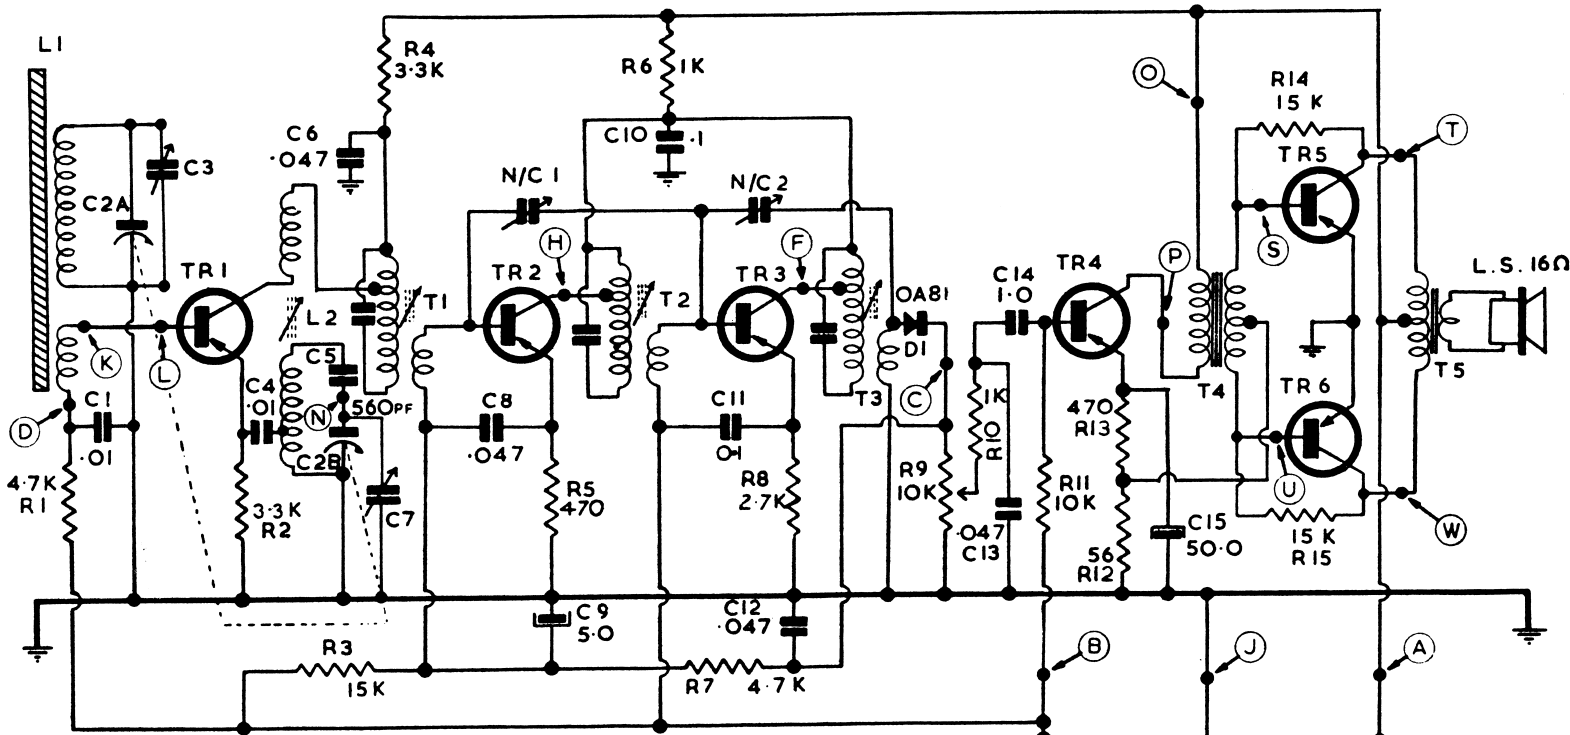 L1
R4
3·3K
R6
1K
C10
·1
C6
·047
C3
C2A
N/C 1
N/C 2
O
R14
15 K
TR5
T
TR1
L2
T1
H
TR2
T2
F
TR3
OA81
D1
C14
1·0
TR4
P
S
L.S. 16Ω
K
L
C5
560PF
N
C4
·01
C2B
C7
D
C1
·01
4·7K
R1
3·3K
R2
C8
·047
R5
470
C11
0·1
R8
2·7K
T3
C
R9
10K
1K
R10
·047
C13
R11
10K
470
R13
56
R12
C15
50·0
T4
TR6
T5
U
15 K
R15
W
C9
5·0
C12
·047
R3
15K
R7
4·7K
B
J
A